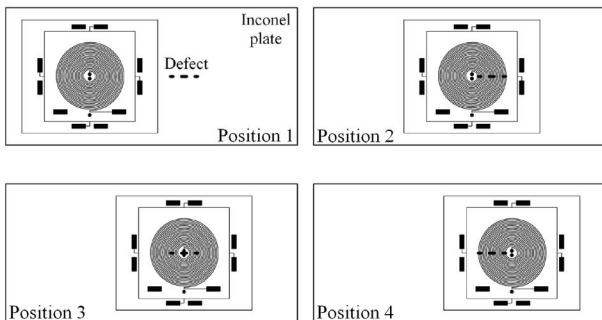 Inconel
plate
Defect
Position 1
Position 2
Position 3
Position 4